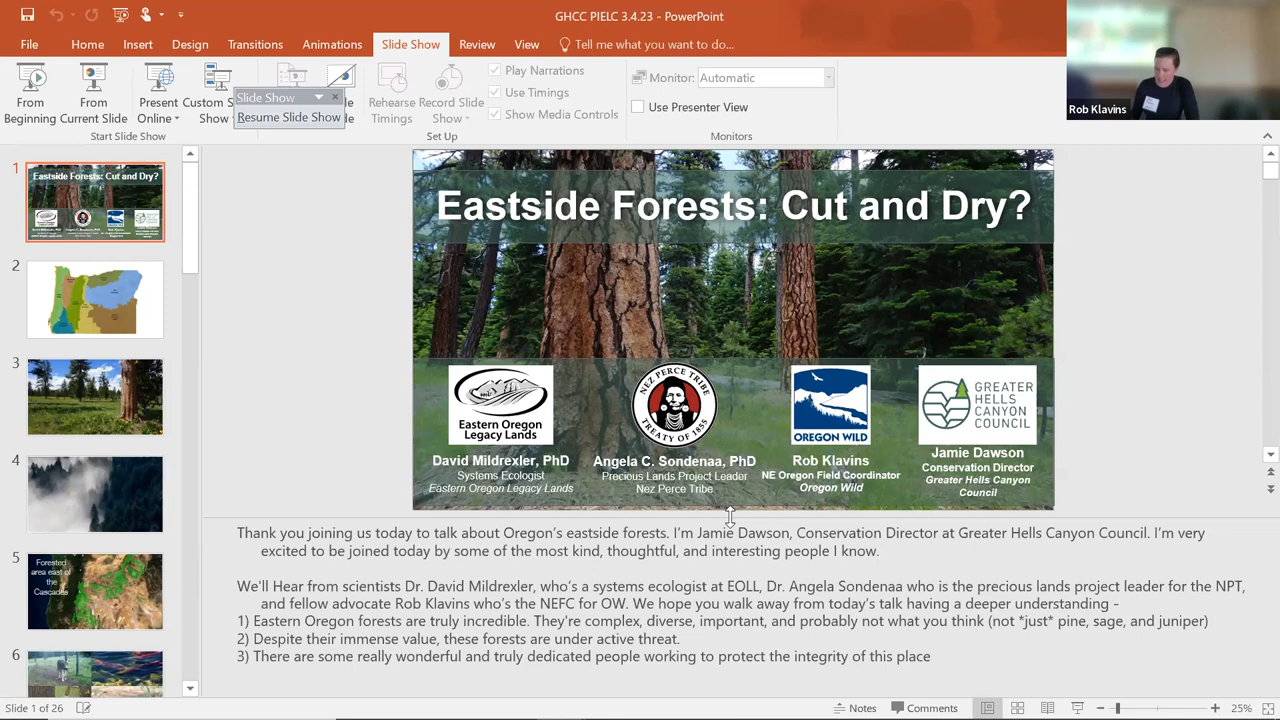 GHCC PIELC 3.4.23 - PowerPoint
File Home Insert Design Transitions Animations Slide Show Review View Tell me what you want to do...
From Beginning
From Current Slide
Present Online
Custom
Show
Slide Show
Resume Slide Show
Rehearse Timings
Record Slide Show
Play Narrations
Use Timings
Show Media Controls
Monitor: Automatic
Use Presenter View
Start Slide Show
Set Up
Monitors
Rob Klavins
1
Eastside Forests: Cut and Dry?
2
3
4
5
Forested area east of the Cascades
6
Eastside Forests: Cut and Dry?
Eastern Oregon
Legacy Lands
NEZ PERCE TRIBE
TREATY OF 1855
OREGON WILD
GREATER
HELLS
CANYON
COUNCIL
David Mildrexler, PhD
Systems Ecologist
Eastern Oregon Legacy Lands
Angela C. Sondenaa, PhD
Precious Lands Project Leader
Nez Perce Tribe
Rob Klavins
NE Oregon Field Coordinator
Oregon Wild
Jamie Dawson
Conservation Director
Greater Hells Canyon
Council
Thank you joining us today to talk about Oregon's eastside forests. I'm Jamie Dawson, Conservation Director at Greater Hells Canyon Council. I'm very
excited to be joined today by some of the most kind, thoughtful, and interesting people I know.
We'll Hear from scientists Dr. David Mildrexler, who's a systems ecologist at EOLL, Dr. Angela Sondenaa who is the precious lands project leader for the NPT,
and fellow advocate Rob Klavins who's the NEFC for OW. We hope you walk away from today's talk having a deeper understanding -
1) Eastern Oregon forests are truly incredible. They're complex, diverse, important, and probably not what you think (not *just* pine, sage, and juniper)
2) Despite their immense value, these forests are under active threat.
3) There are some really wonderful and truly dedicated people working to protect the integrity of this place
Slide 1 of 26
Notes Comments 25%